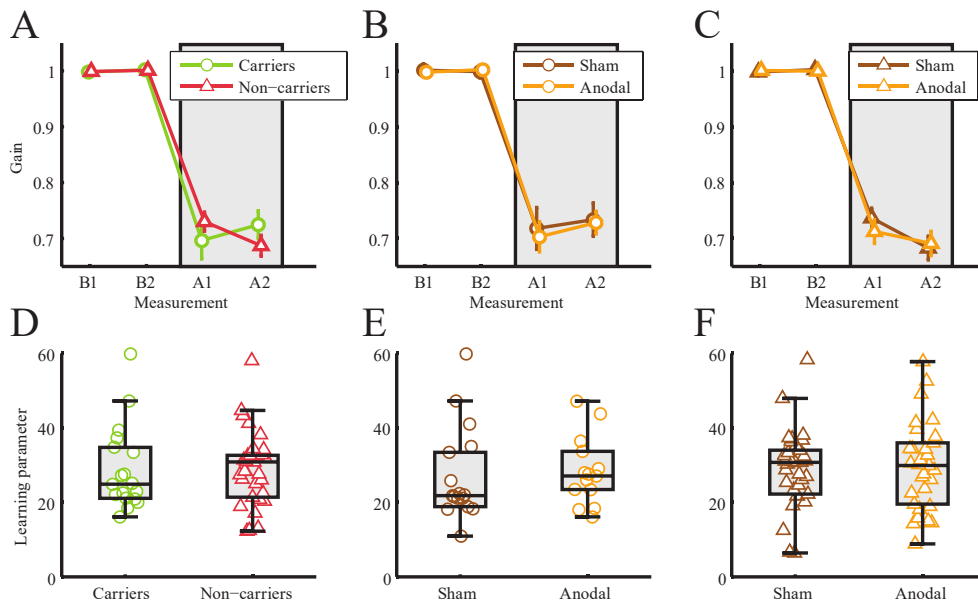 A
B
C
Carriers
Non-carriers
Sham
Anodal
Sham
Anodal
Gain
1
0.9
0.8
0.7
B1 B2 A1 A2
Measurement
1
0.9
0.8
0.7
B1 B2 A1 A2
Measurement
1
0.9
0.8
0.7
B1 B2 A1 A2
Measurement
D
E
F
Learning parameter
60
40
20
0
Carriers Non-carriers
60
40
20
0
Sham Anodal
60
40
20
0
Sham Anodal